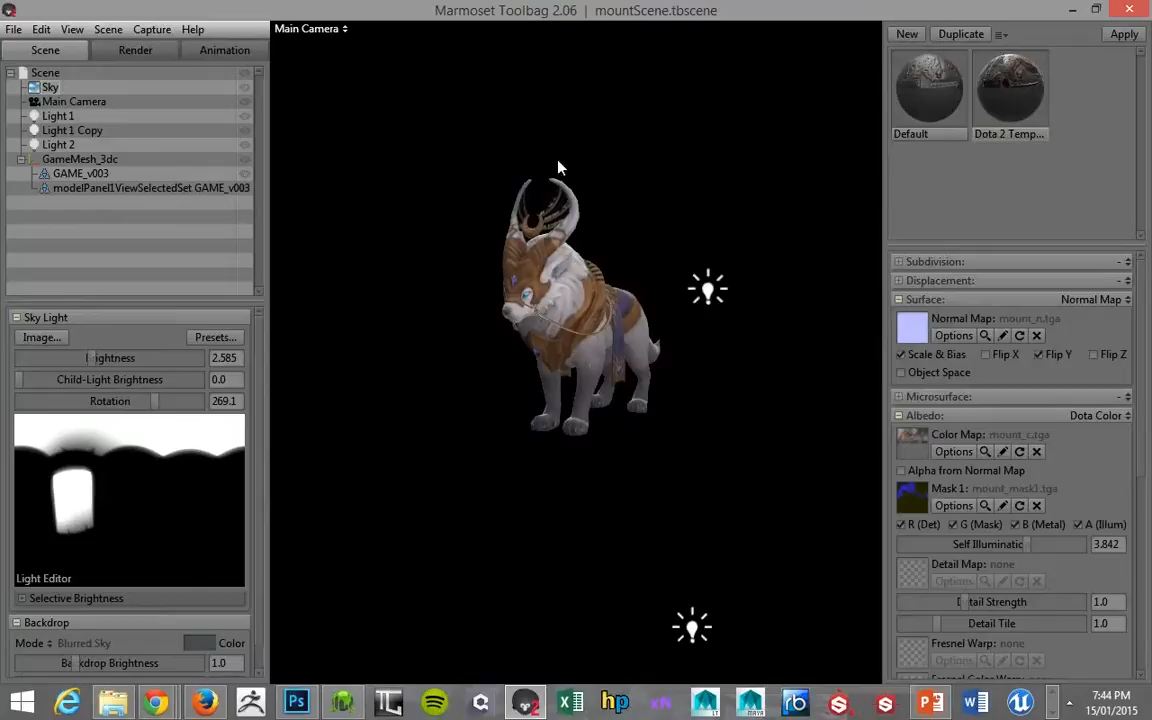 Marmoset Toolbag 2.06 | mountScene.tbscene
File Edit View Scene Capture Help
Scene Render Animation
Scene
Sky
Main Camera
Light 1
Light 1 Copy
Light 2
GameMesh_3dc
GAME_v003
modelPanel1ViewSelectedSet GAME_v003
Sky Light
Image... Presets...
2.585
Child-Light Brightness 0.0
Rotation 269.1
Light Editor
Selective Brightness
Backdrop
Mode Blurred Sky Color
Backdrop Brightness 1.0
Main Camera
New Duplicate Apply
Default Dota 2 Temp...
Subdivision: -
Displacement: -
Surface: Normal Map
Normal Map: mount_n.tga
Options
Scale & Bias Flip X Flip Y Flip Z
Object Space
Microsurface: -
Albedo: Dota Color
Color Map: mount_c.tga
Options
Alpha from Normal Map
Mask 1: mount_mask1.tga
Options
R (Det) G (Mask) B (Metal) A (Illum)
3.842
Detail Map: none
Options
Detail Strength 1.0
Detail Tile 1.0
Fresnel Warp: none
Options
Ps hp xN rb
7:44 PM
15/01/2015